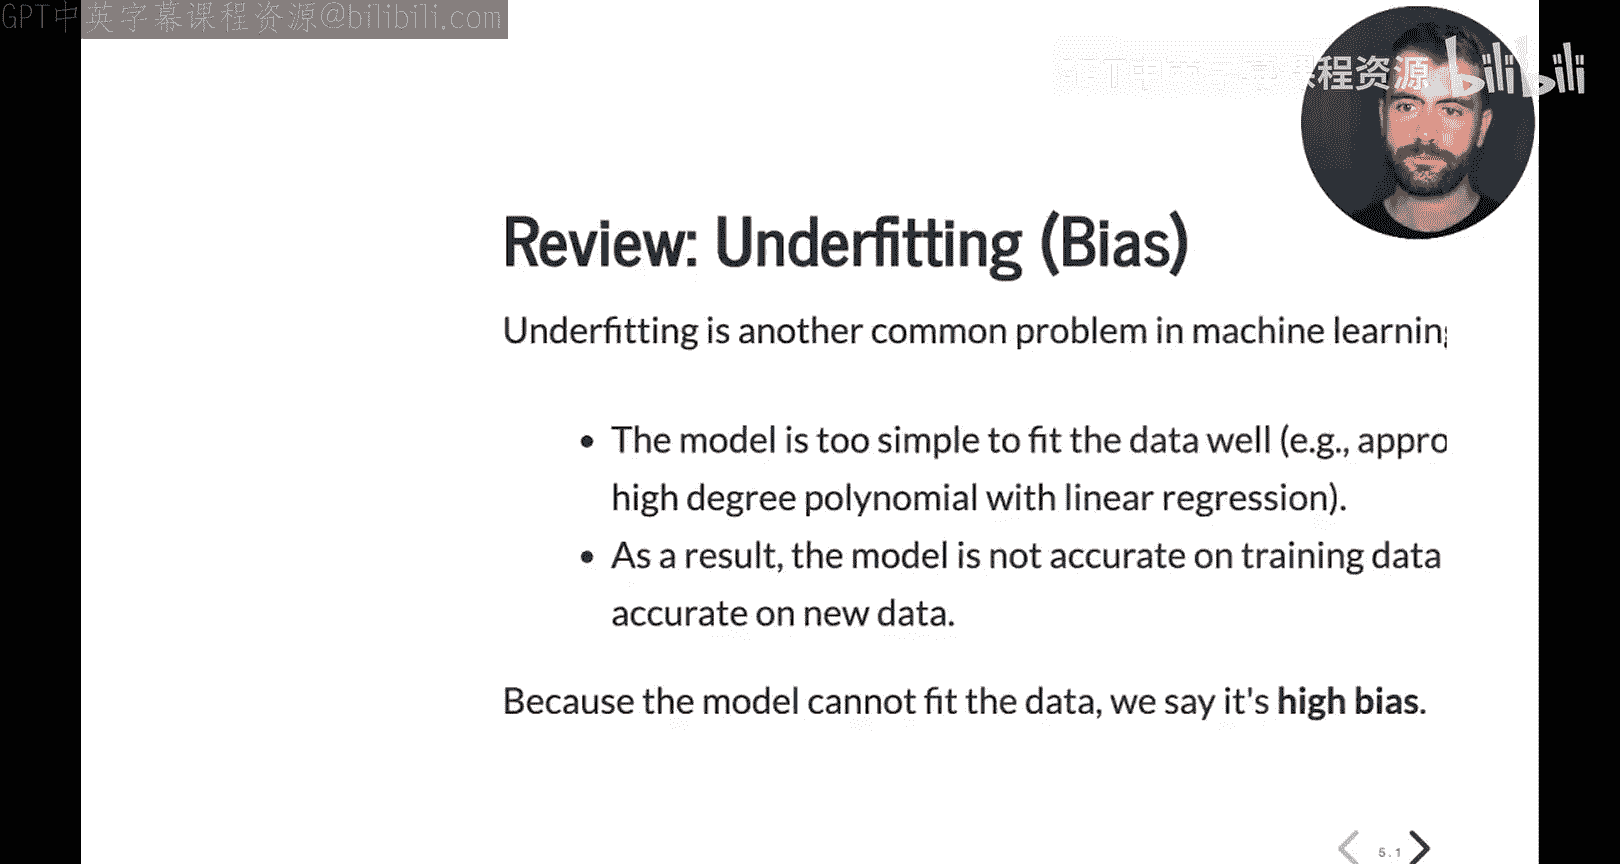 GPT中英字幕课程资源@bilibili.com
课程资源 bilibili
Review: Underfitting (Bias)
Underfitting is another common problem in machine learning
• The model is too simple to fit the data well (e.g., appro
high degree polynomial with linear regression).
• As a result, the model is not accurate on training data
accurate on new data.
Because the model cannot fit the data, we say it's high bias.
5.1